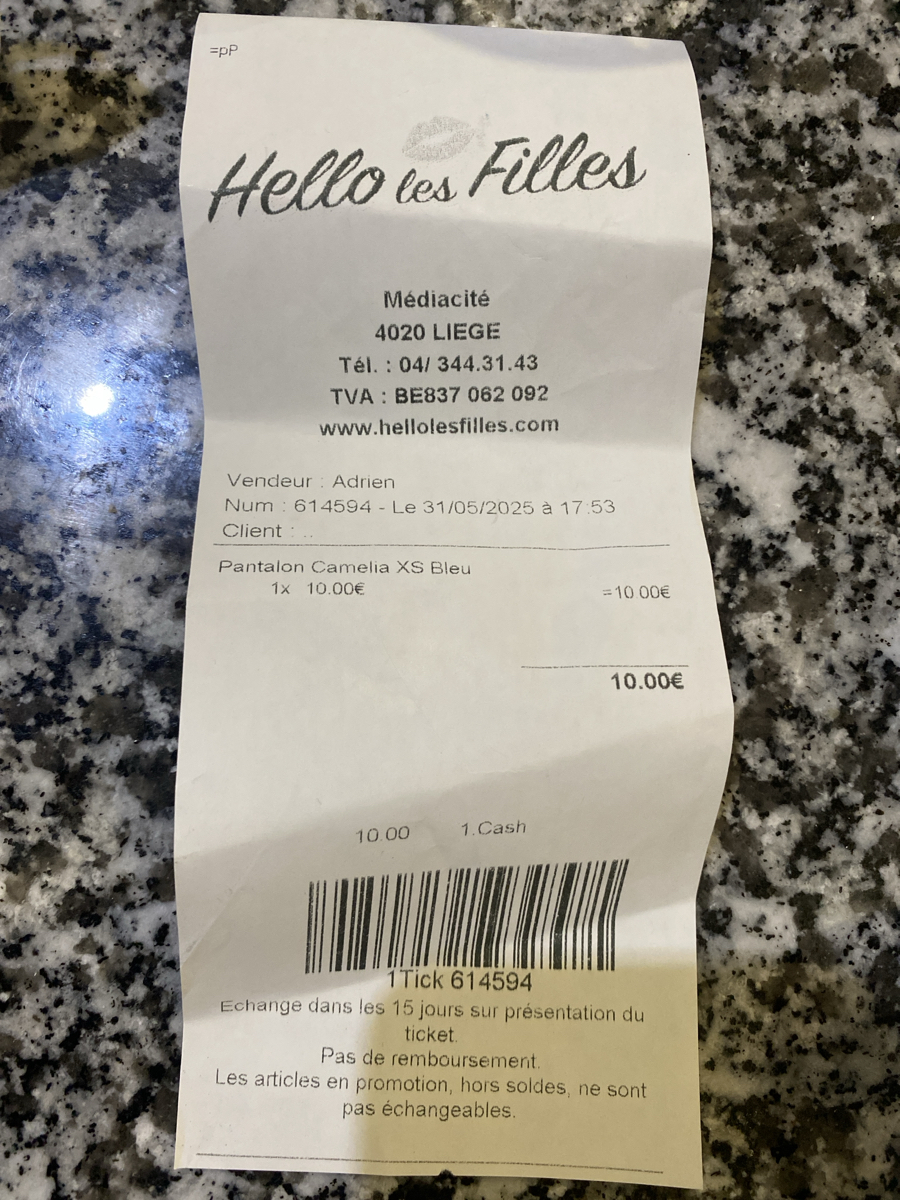 =pP
Hello les Filles
Médiacité
4020 LIEGE
Tél. : 04/ 344.31.43
TVA : BE837 062 092
www.hellolesfilles.com
Vendeur : Adrien
Num : 614594 - Le 31/05/2025 à 17:53
Client : ..
Pantalon Camelia XS Bleu
1x 10.00€ =10.00€
10.00€
10.00 1.Cash
1Tick 614594
Echange dans les 15 jours sur présentation du
ticket.
Pas de remboursement.
Les articles en promotion, hors soldes, ne sont
pas échangeables.